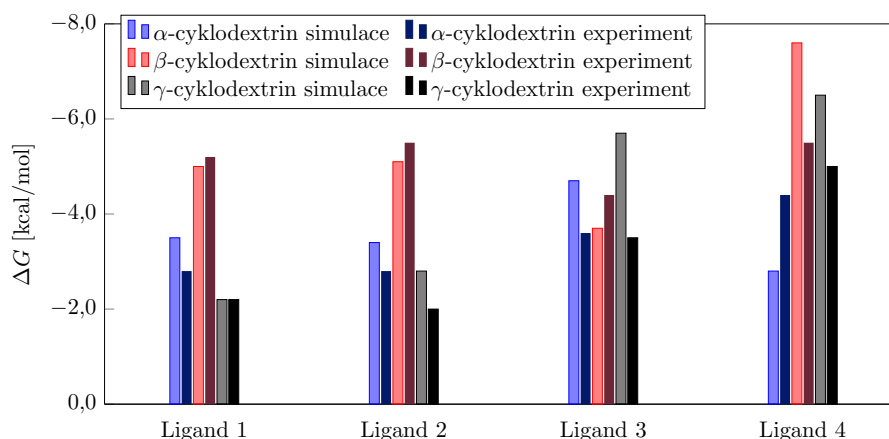 −8,0
α-cyklodextrin simulace α-cyklodextrin experiment
β-cyklodextrin simulace β-cyklodextrin experiment
γ-cyklodextrin simulace γ-cyklodextrin experiment
−6,0
−4,0
−2,0
0,0
ΔG [kcal/mol]
Ligand 1 Ligand 2 Ligand 3 Ligand 4